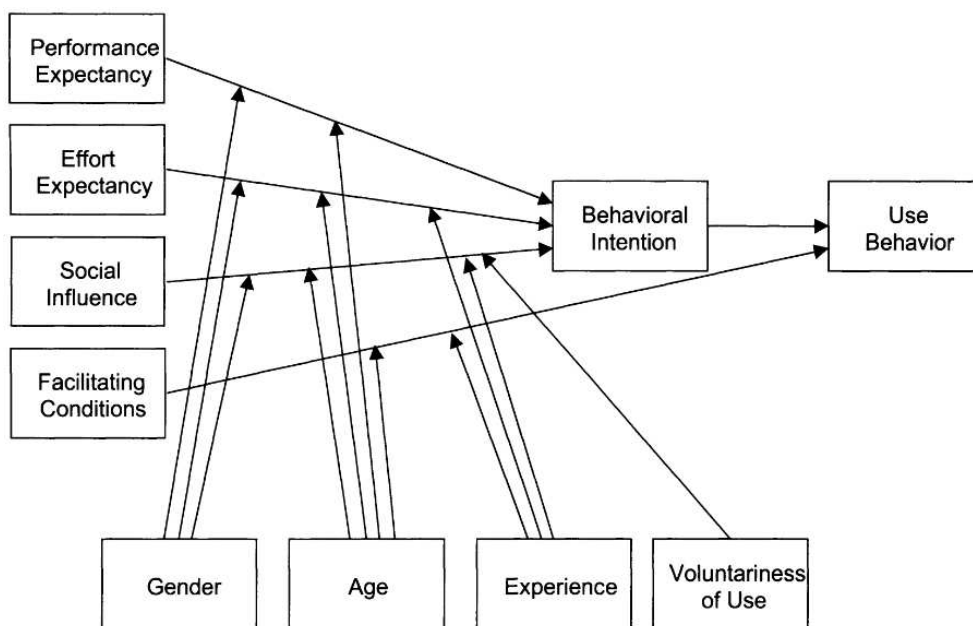 Performance
Expectancy
Effort
Expectancy
Social
Influence
Facilitating
Conditions
Behavioral
Intention
Use
Behavior
Gender
Age
Experience
Voluntariness
of Use